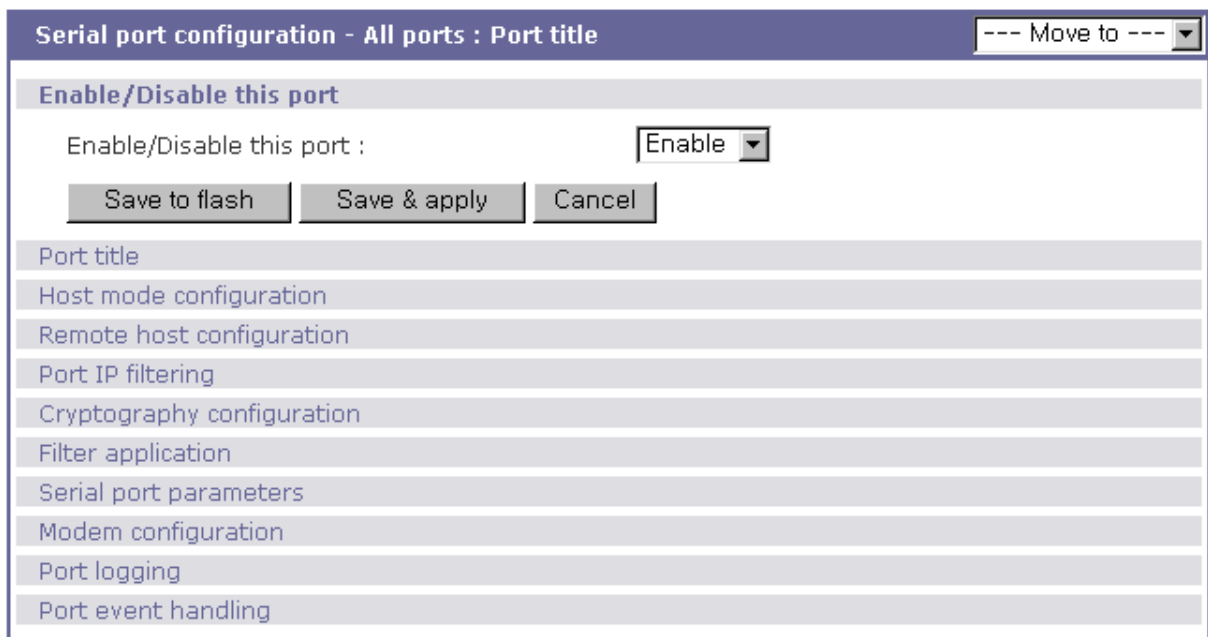 Serial port configuration - All ports : Port title --- Move to ---
Enable/Disable this port
Enable/Disable this port : Enable
Save to flash Save & apply Cancel
Port title
Host mode configuration
Remote host configuration
Port IP filtering
Cryptography configuration
Filter application
Serial port parameters
Modem configuration
Port logging
Port event handling